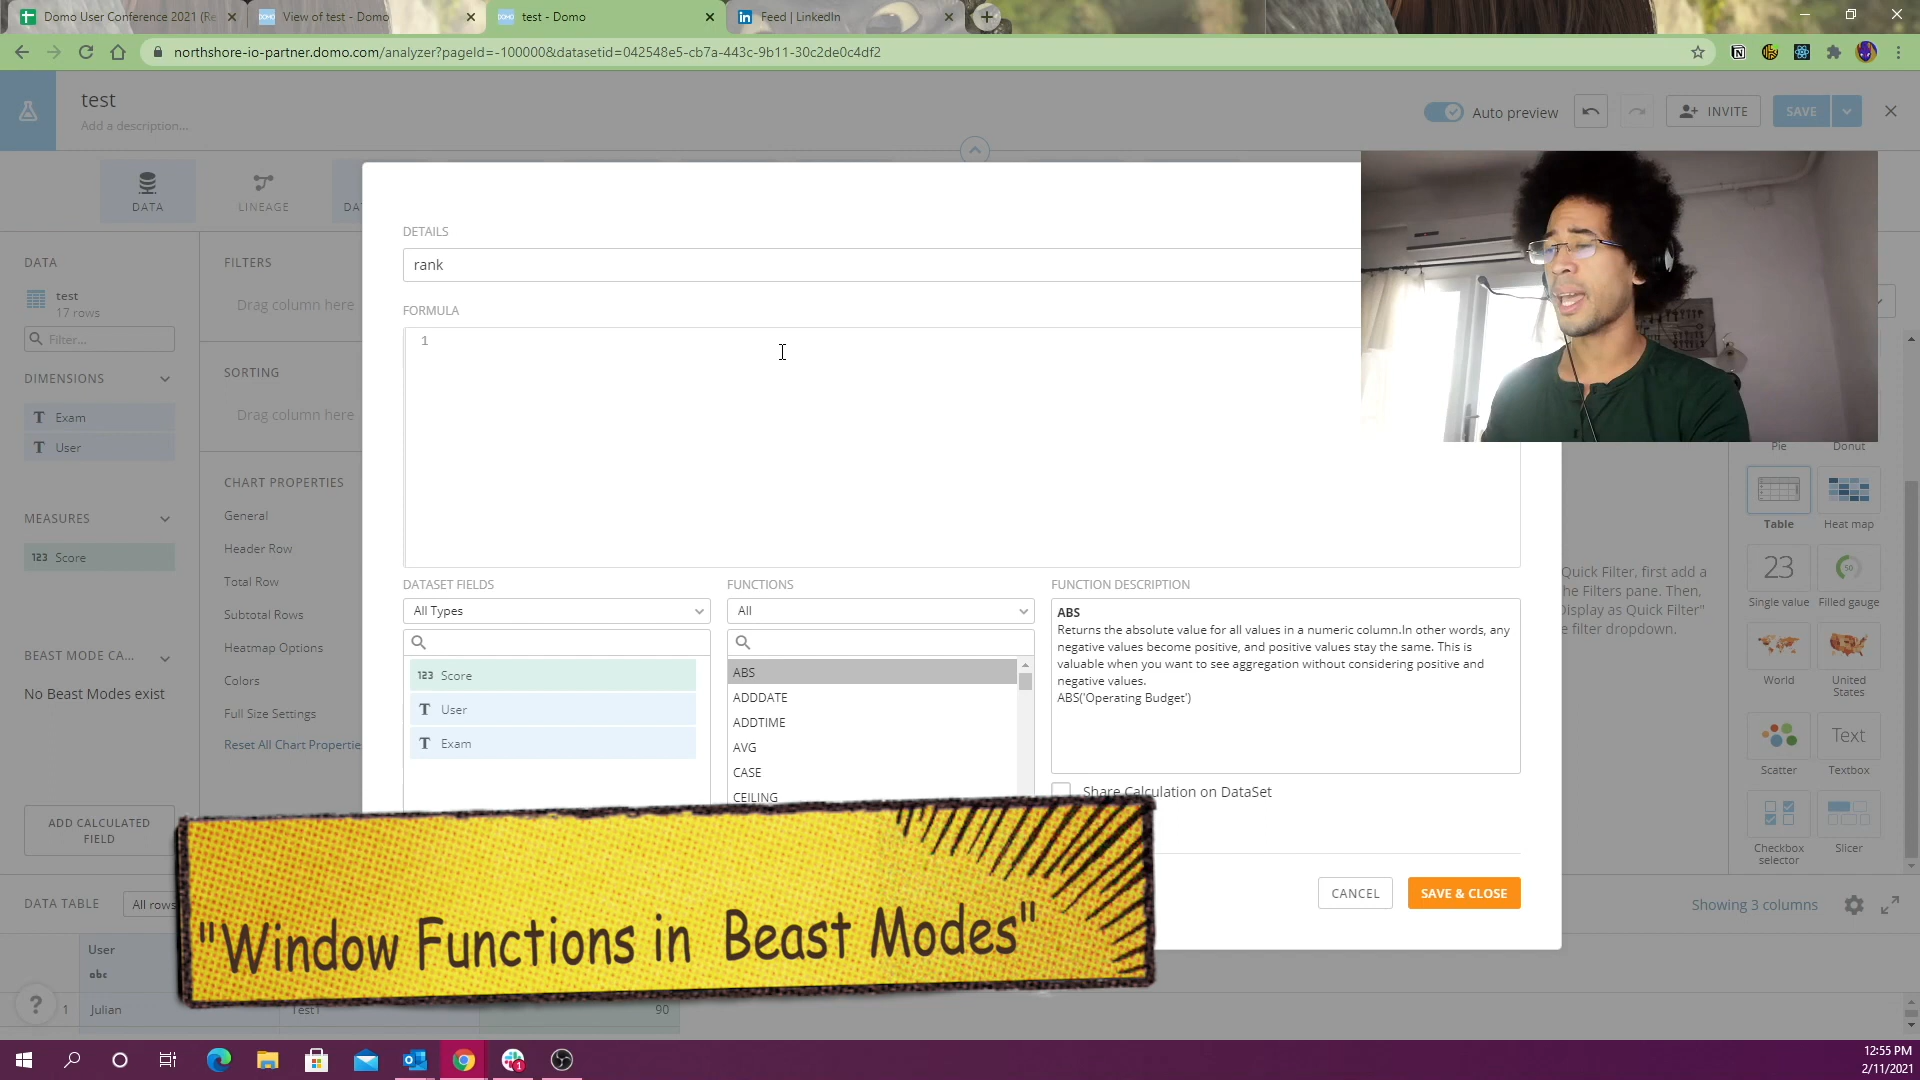 Domo User Conference 2021 (Re
View of test - Domo
test - Domo
Feed | LinkedIn
northshore-io-partner.domo.com/analyzer?pageId=-100000&datasetid=042548e5-cb7a-443c-9b11-30c2de0c4df2
test
Add a description...
Auto preview
INVITE
SAVE
DATA
LINEAGE
DA
DATA
test
17 rows
Filter...
DIMENSIONS
T Exam
T User
MEASURES
123 Score
BEAST MODE CA...
No Beast Modes exist
ADD CALCULATED
FIELD
FILTERS
Drag column here
SORTING
Drag column here
CHART PROPERTIES
General
Header Row
Total Row
Subtotal Rows
Heatmap Options
Colors
Full Size Settings
Reset All Chart Propertie
DETAILS
rank
FORMULA
1
DATASET FIELDS
All Types
123 Score
T User
T Exam
FUNCTIONS
All
ABS
ADDDATE
ADDTIME
AVG
CASE
CEILING
FUNCTION DESCRIPTION
ABS
Returns the absolute value for all values in a numeric column.In other words, any
negative values become positive, and positive values stay the same. This is
valuable when you want to see aggregation without considering positive and
negative values.
ABS('Operating Budget')
Share Calculation on DataSet
CANCEL
SAVE & CLOSE
Quick Filter, first add a
he Filters pane. Then,
Display as Quick Filter"
e filter dropdown.
Pie
Donut
Table
Heat map
23
50
Single value
Filled gauge
World
United
States
Text
Scatter
Textbox
Checkbox
selector
Slicer
DATA TABLE
All rows
Showing 3 columns
User
abc
1
Julian
Test1
90
"Window Functions in Beast Modes"
?
1
12:55 PM
2/11/2021